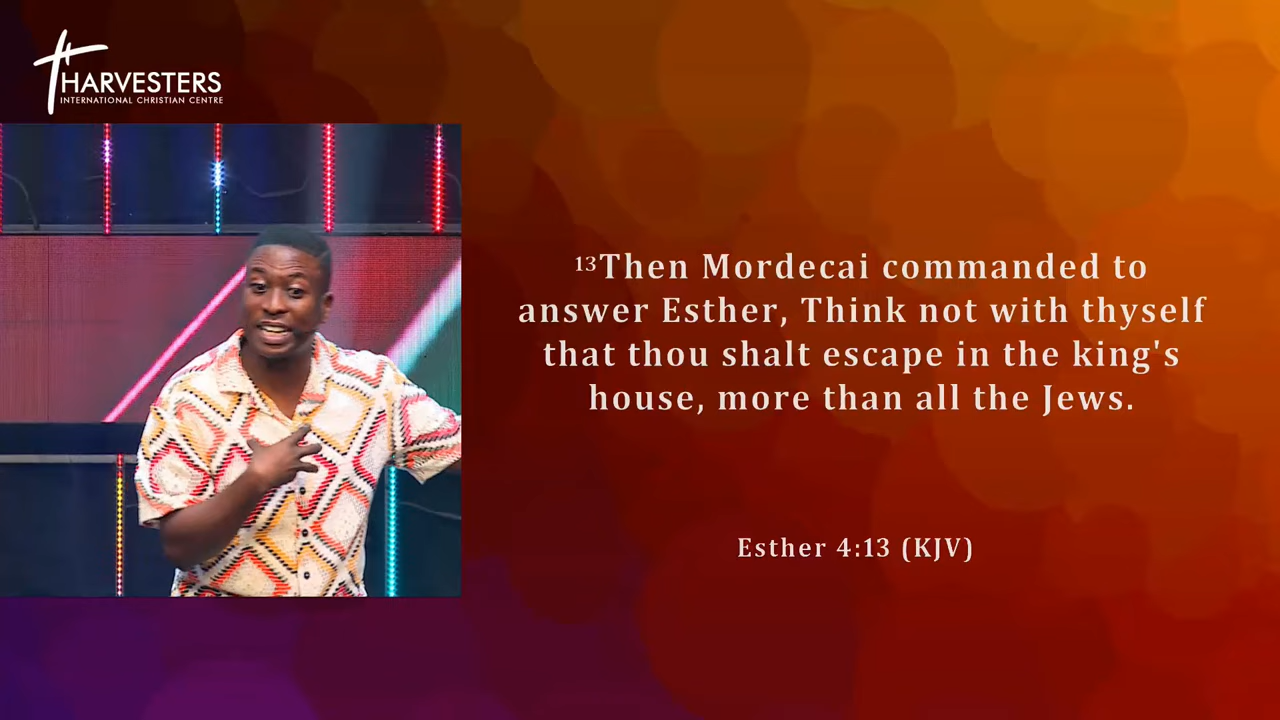 HARVESTERS
INTERNATIONAL CHRISTIAN CENTRE
¹³Then Mordecai commanded to
answer Esther, Think not with thyself
that thou shalt escape in the king's
house, more than all the Jews.
Esther 4:13 (KJV)